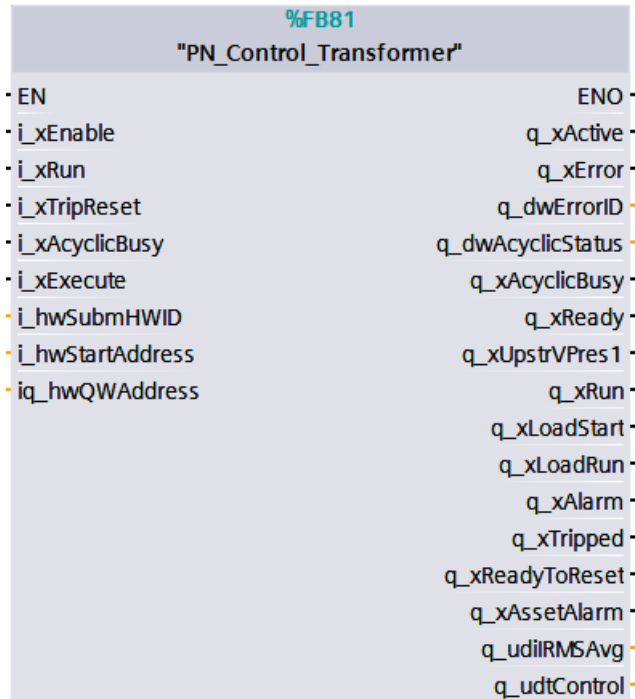 %FB81
"PN_Control_Transformer"
EN ENO
i_xEnable q_xActive
i_xRun q_xError
i_xTripReset q_dwErrorID
i_xAcyclicBusy q_dwAcyclicStatus
i_xExecute q_xAcyclicBusy
i_hwSubmHWID q_xReady
i_hwStartAddress q_xUpstrVPres1
iq_hwQWAddress q_xRun
q_xLoadStart
q_xLoadRun
q_xAlarm
q_xTripped
q_xReadyToReset
q_xAssetAlarm
q_udiIRMSAvg
q_udtControl